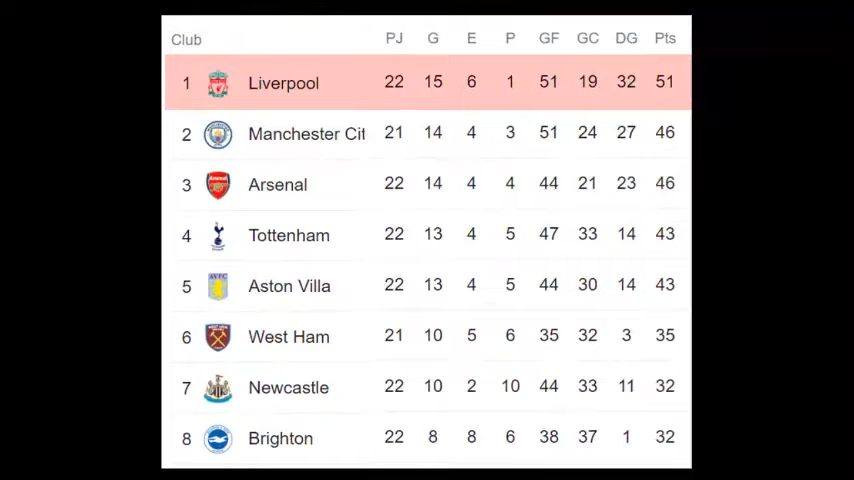 Club PJ G E P GF GC DG Pts
1 Liverpool 22 15 6 1 51 19 32 51
2 Manchester Cit 21 14 4 3 51 24 27 46
3 Arsenal 22 14 4 4 44 21 23 46
4 Tottenham 22 13 4 5 47 33 14 43
5 Aston Villa 22 13 4 5 44 30 14 43
6 West Ham 21 10 5 6 35 32 3 35
7 Newcastle 22 10 2 10 44 33 11 32
8 Brighton 22 8 8 6 38 37 1 32